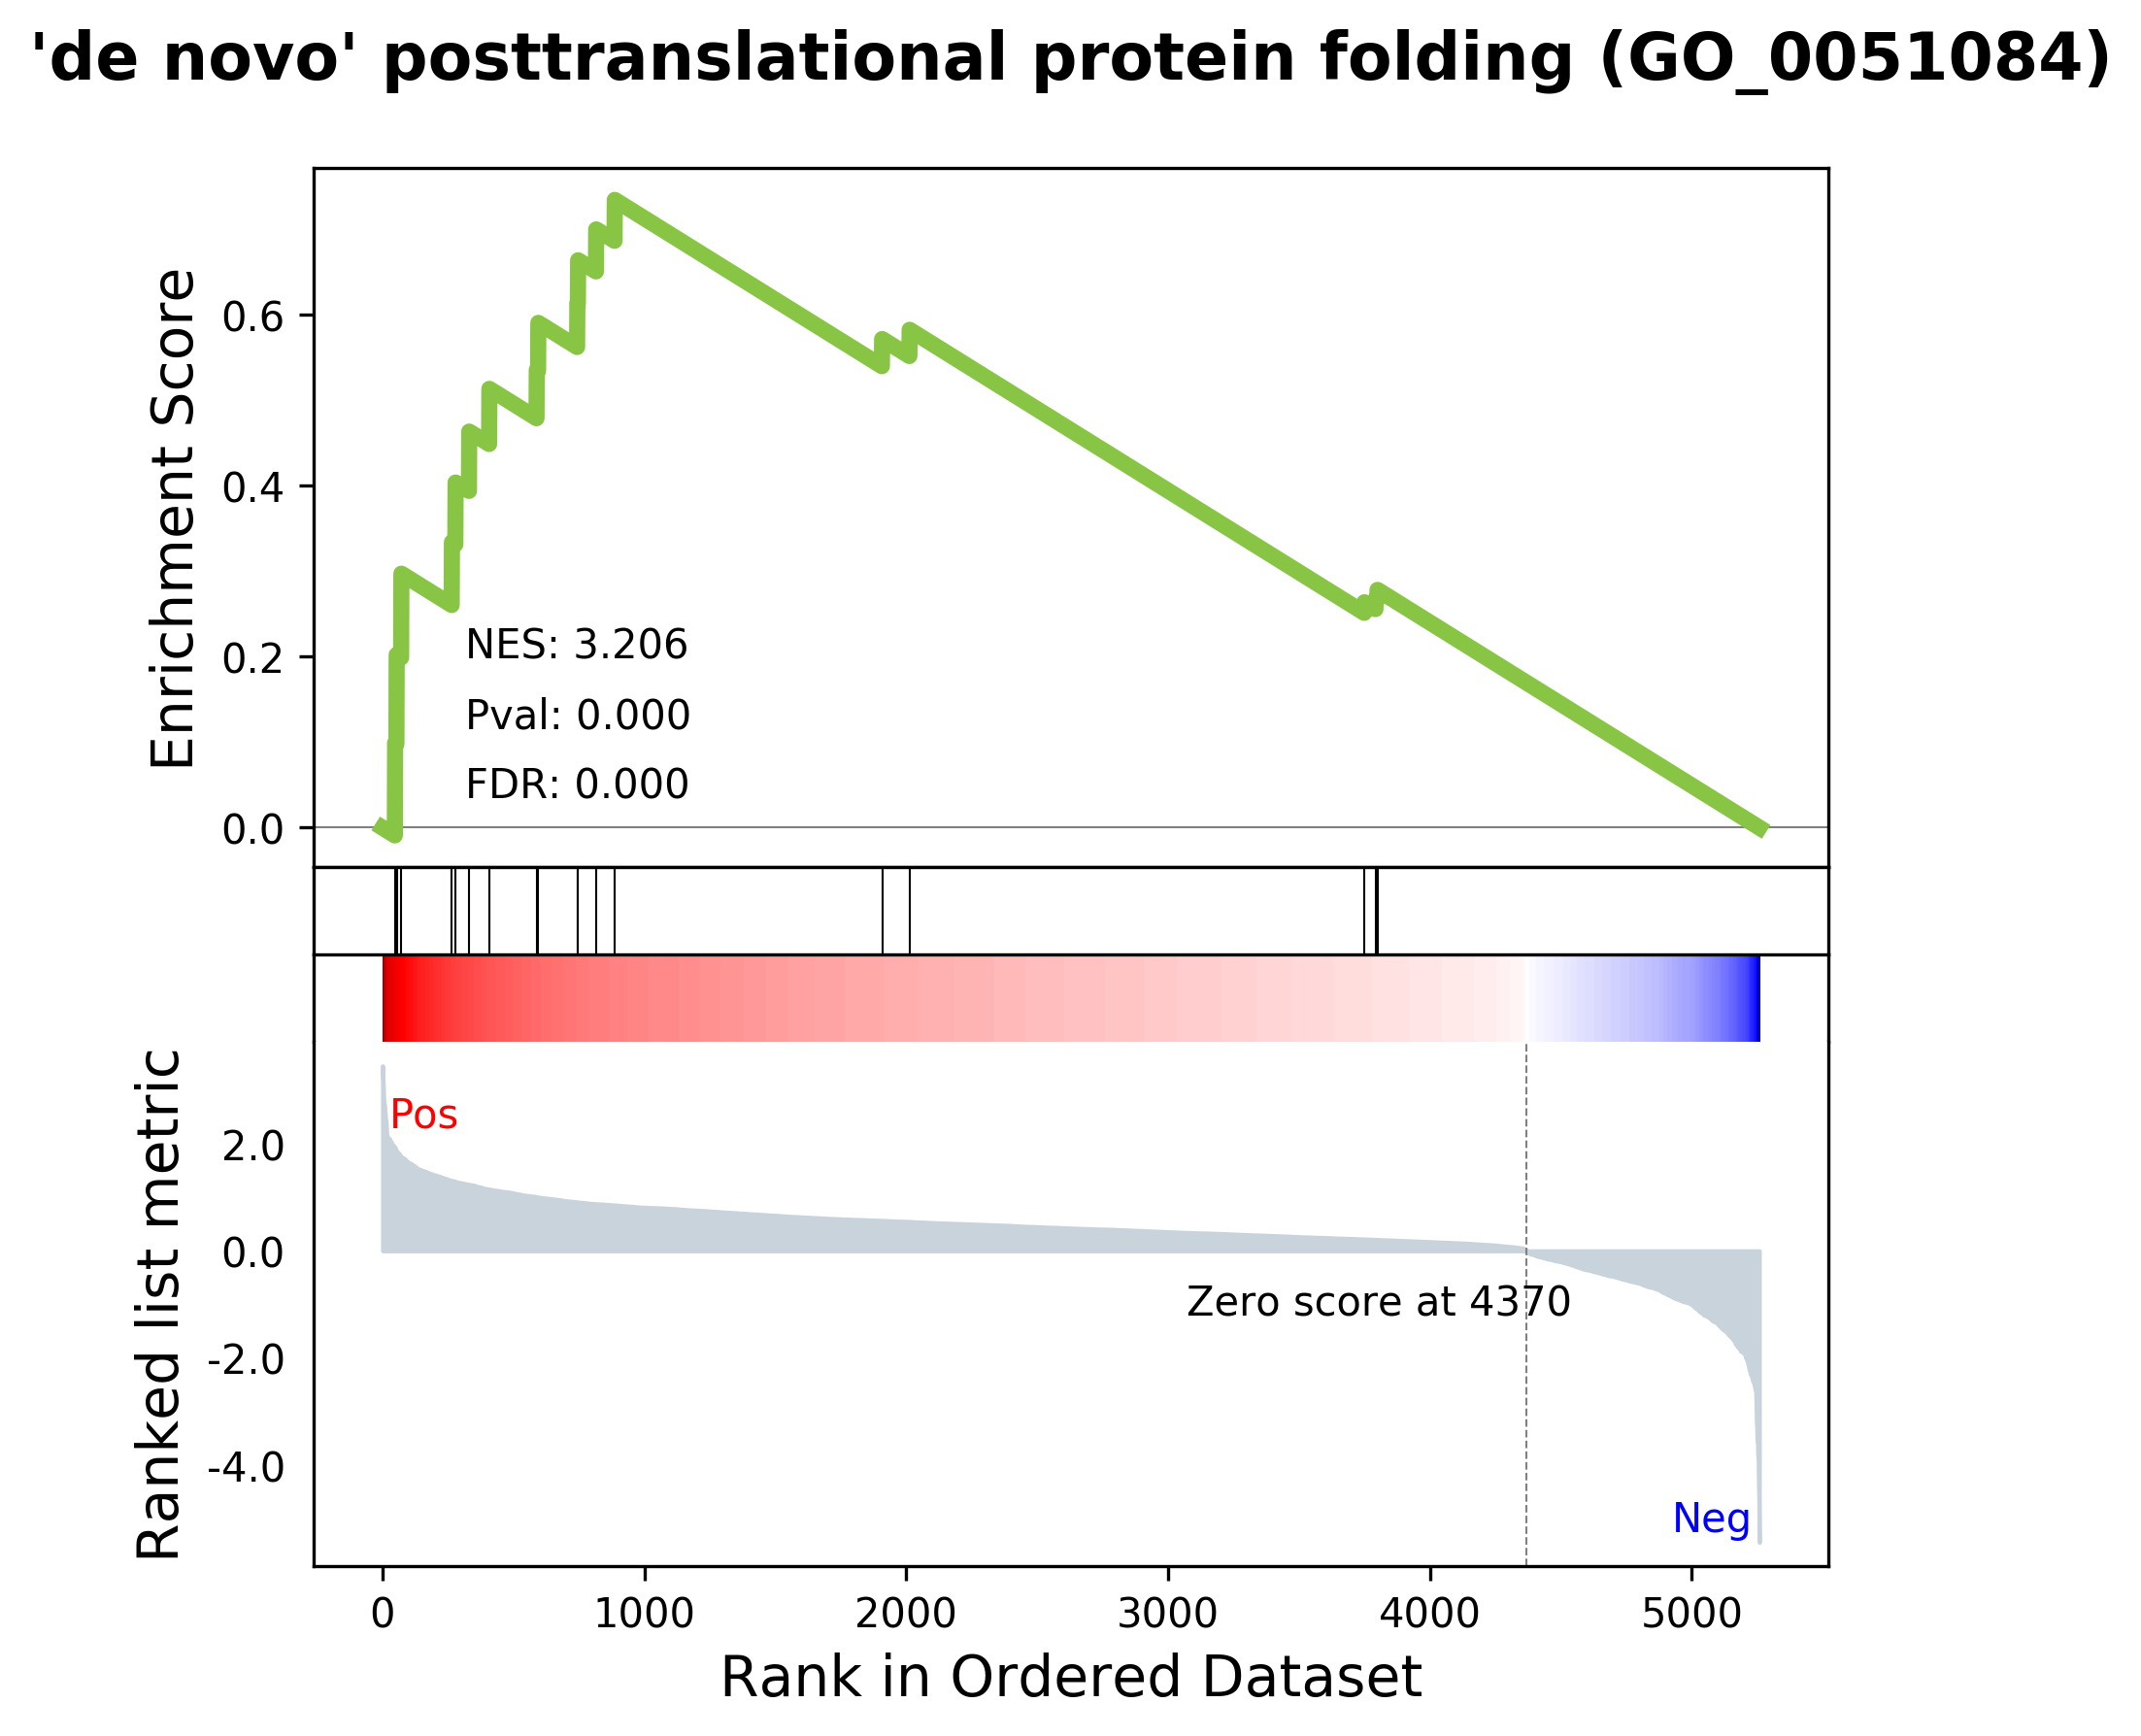 'de novo' posttranslational protein folding (GO_0051084)
Enrichment Score
0.6
0.4
0.2
0.0
NES: 3.206
Pval: 0.000
FDR: 0.000
Ranked list metric
2.0
0.0
-2.0
-4.0
Pos
Zero score at 4370
Neg
0 1000 2000 3000 4000 5000
Rank in Ordered Dataset